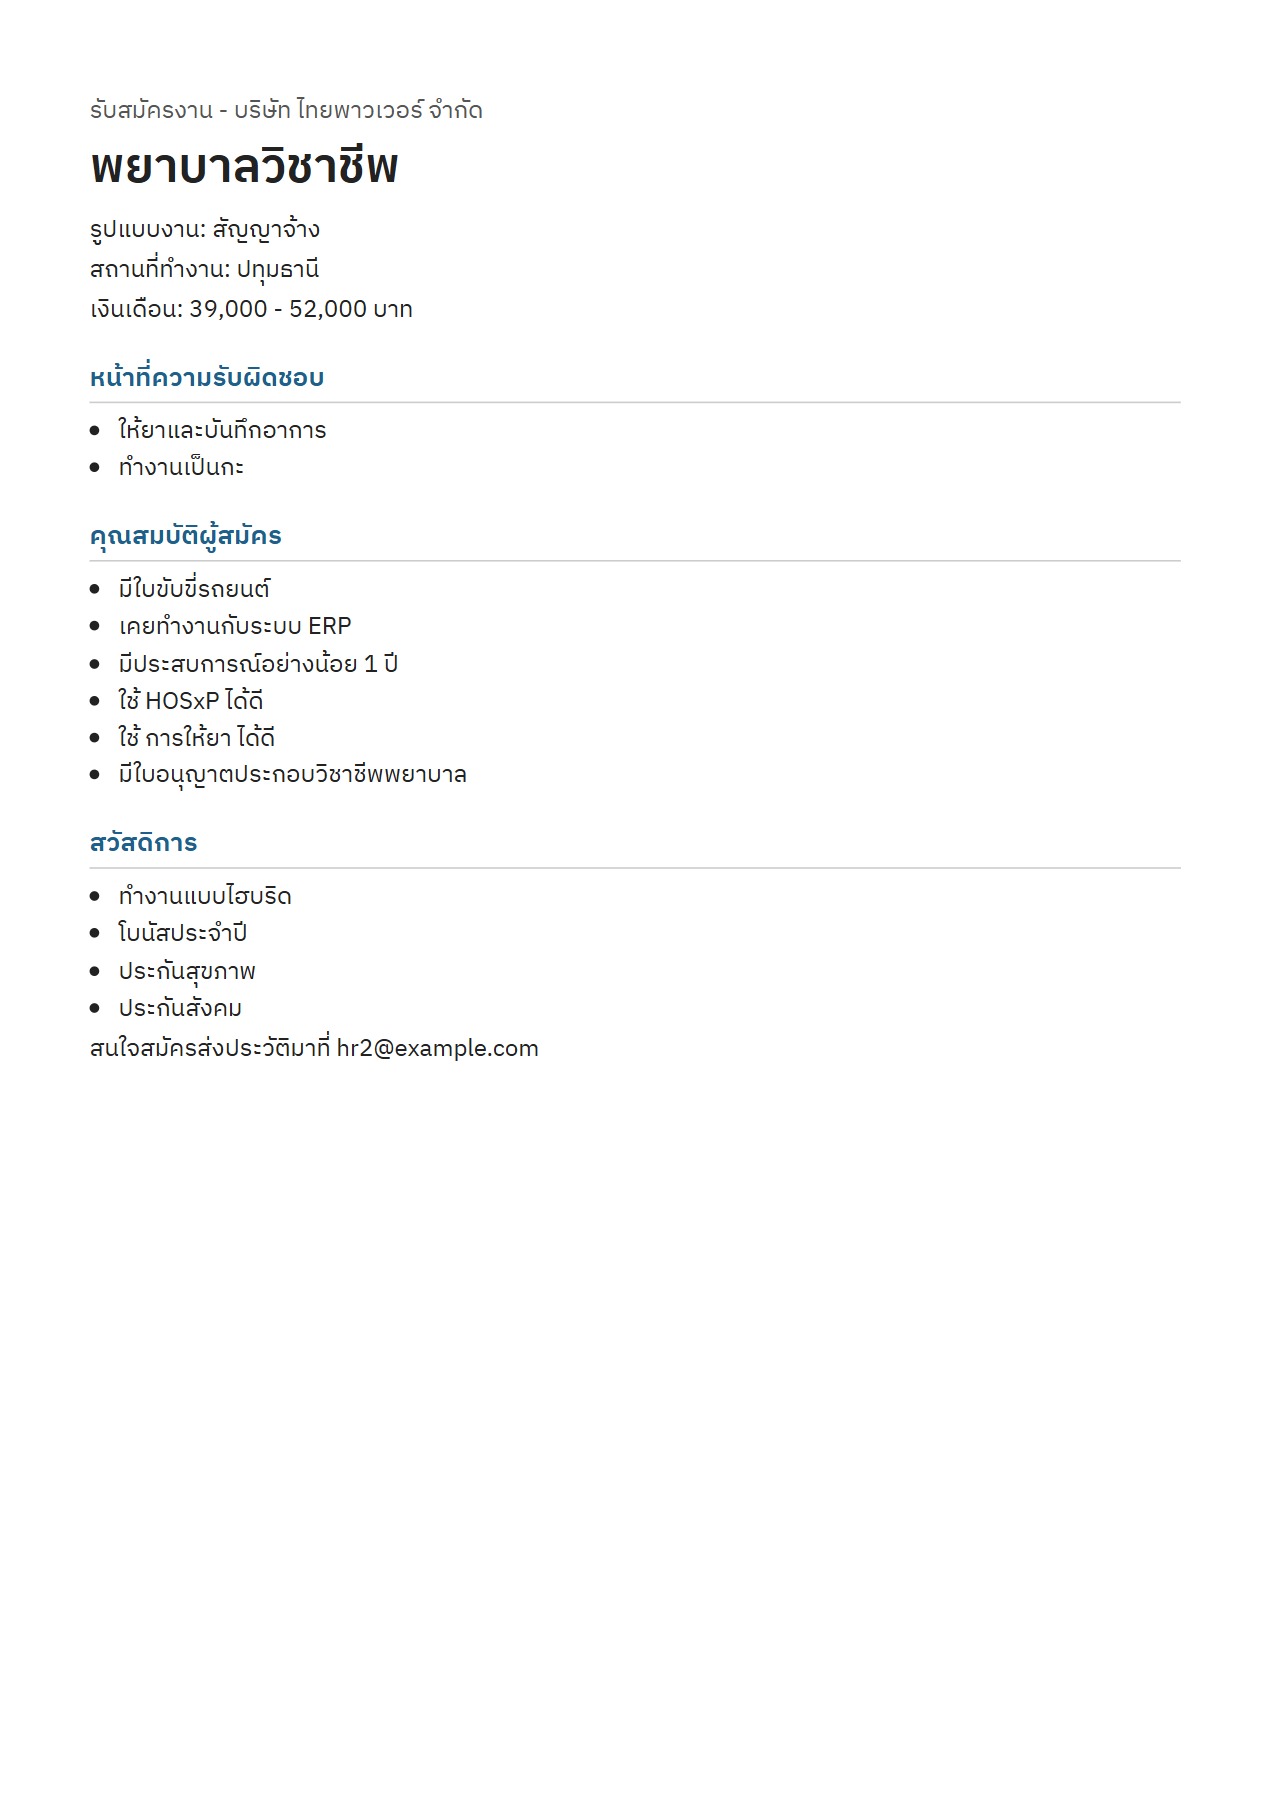 รับสมัครงาน - บริษัท ไทยพาวเวอร์ จำกัด
พยาบาลวิชาชีพ
รูปแบบงาน: สัญญาจ้าง
สถานที่ทำงาน: ปทุมธานี
เงินเดือน: 39,000 - 52,000 บาท
หน้าที่ความรับผิดชอบ
• ให้ยาและบันทึกอาการ
• ทำงานเป็นกะ
คุณสมบัติผู้สมัคร
• มีใบขับขี่รถยนต์
• เคยทำงานกับระบบ ERP
• มีประสบการณ์อย่างน้อย 1 ปี
• ใช้ HOSxP ได้ดี
• ใช้ การให้ยา ได้ดี
• มีใบอนุญาตประกอบวิชาชีพพยาบาล
สวัสดิการ
• ทำงานแบบไฮบริด
• โบนัสประจำปี
• ประกันสุขภาพ
• ประกันสังคม
สนใจสมัครส่งประวัติมาที่ hr2@example.com